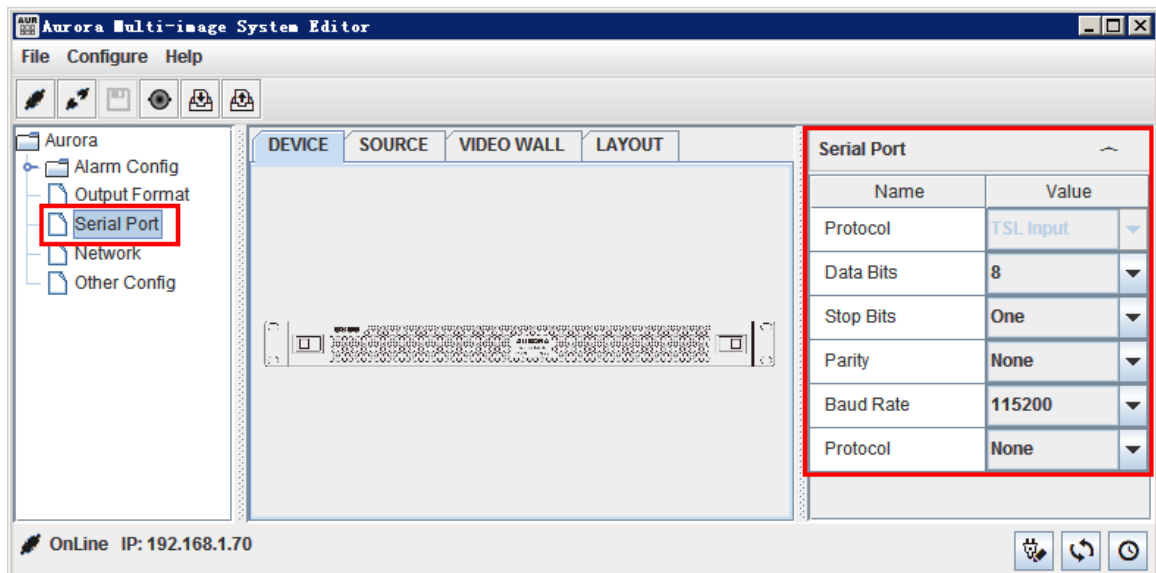 Aurora Multi-image System Editor
File Configure Help
Aurora
Alarm Config
Output Format
Serial Port
Network
Other Config
DEVICE SOURCE VIDEO WALL LAYOUT
AURORA
Serial Port
Name Value
Protocol TSL Input
Data Bits 8
Stop Bits One
Parity None
Baud Rate 115200
Protocol None
OnLine IP: 192.168.1.70